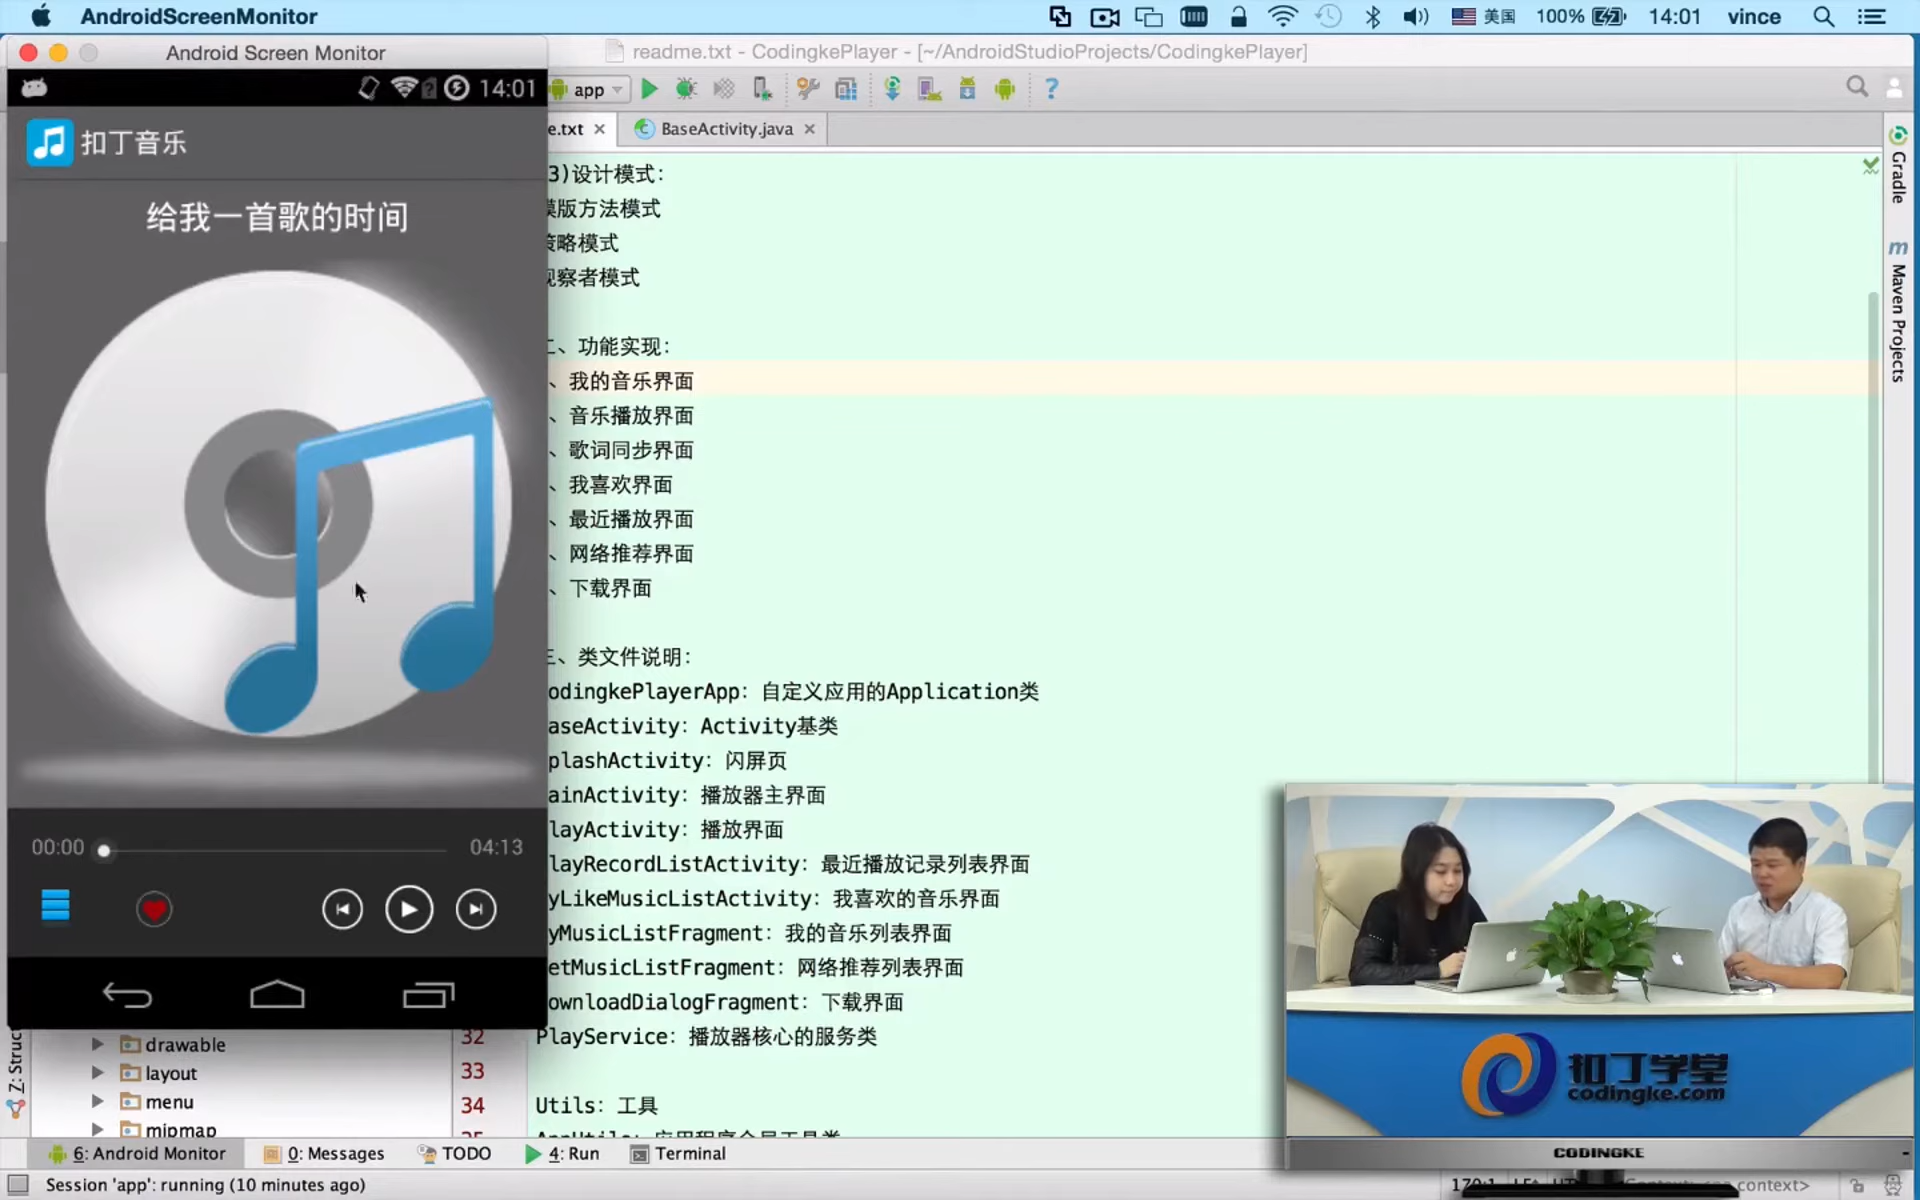 AndroidScreenMonitor
美国
100%
14:01
vince
Android Screen Monitor
readme.txt - CodingkePlayer - [~/AndroidStudioProjects/CodingkePlayer]
14:01
app
?
扣丁音乐
e.txt
BaseActivity.java
给我一首歌的时间
3)设计模式:
版方法模式
略模式
察者模式
、功能实现:
、我的音乐界面
、音乐播放界面
、歌词同步界面
、我喜欢界面
、最近播放界面
、网络推荐界面
、下载界面
、类文件说明:
odingkePlayerApp: 自定义应用的Application类
aseActivity: Activity基类
plashActivity: 闪屏页
ainActivity: 播放器主界面
layActivity: 播放界面
layRecordListActivity: 最近播放记录列表界面
yLikeMusicListActivity: 我喜欢的音乐界面
yMusicListFragment: 我的音乐列表界面
etMusicListFragment: 网络推荐列表界面
ownloadDialogFragment: 下载界面
32
PlayService: 播放器核心的服务类
33
34
Utils: 工具
00:00
04:13
Gradle
m Maven Projects
Z: Struc
drawable
layout
menu
mipmap
扣丁学堂
codingke.com
CODINGKE
6: Android Monitor
0: Messages
TODO
4: Run
Terminal
Session 'app': running (10 minutes ago)
context>